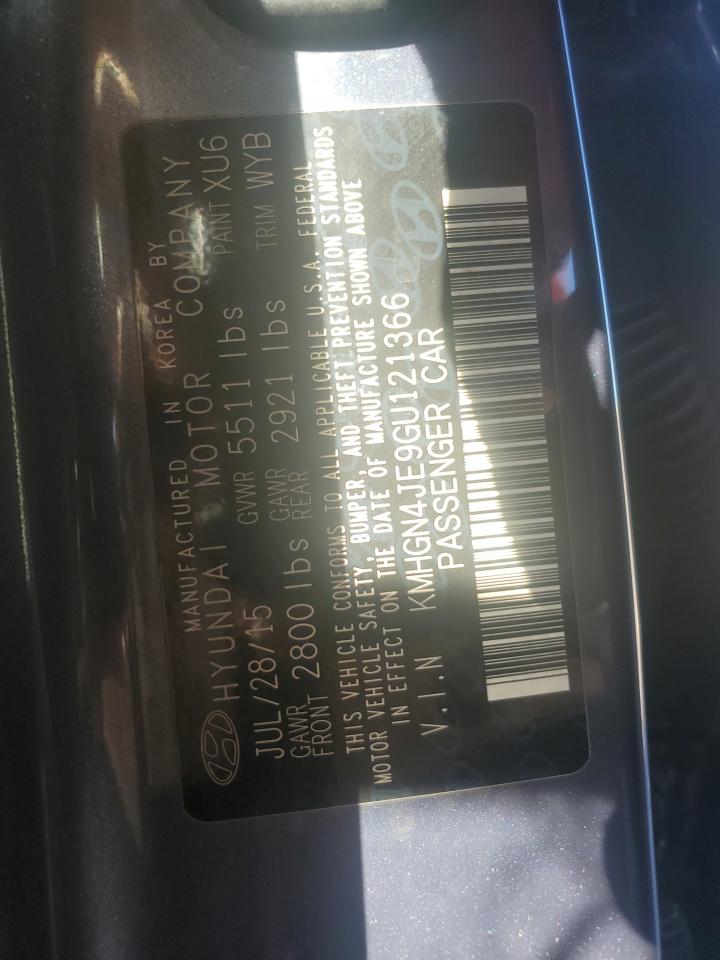 MANUFACTURED IN KOREA BY
HYUNDAI MOTOR COMPANY
JUL/28/15 GVWR 5511 lbs PAINT XU6
GAWR FRONT 2800 lbs GAWR REAR 2921 lbs TRIM WYB
THIS VEHICLE CONFORMS TO ALL APPLICABLE U.S.A. FEDERAL
MOTOR VEHICLE SAFETY, BUMPER, AND THEFT PREVENTION STANDARDS
IN EFFECT ON THE DATE OF MANUFACTURE SHOWN ABOVE
V.I.N KMHGN4JE9GU121366
PASSENGER CAR